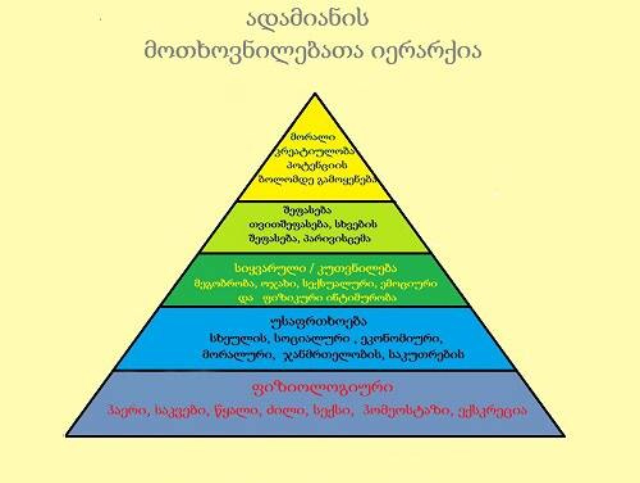 ადამიანის
მოთხოვნილებათა იერარქია
მორალი
კრეატიულობა
პოტენციის
ბოლომდე გამოყენება
შეფასება
თვითშეფასება, სხვების
შეფასება, პარივისცემა
სიყვარული / კუთვნილება
მეგობრობა, ოჯახი, სექსუალური, ემოციური
და ფიზიკური ინტიმურობა
უსაფრთხოება
სხეულის, სოციალური , ეკონომიური,
მორალური, ჯანმრთელობის, საკუთრების
ფიზიოლოგიური
ჰაერი, საკვები, წყალი, ძილი, სექსი, ჰომეოსტაზი, ექსკრეცია